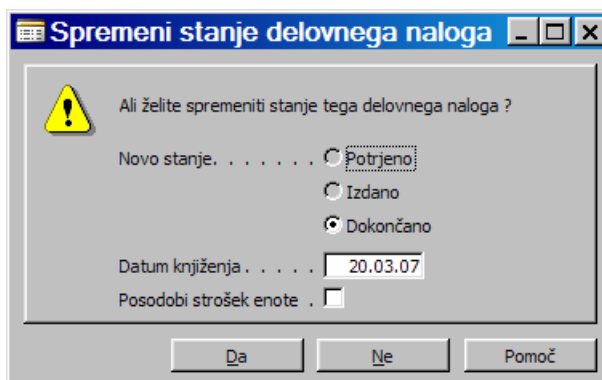 Spremeni stanje delovnega naloga
Ali želite spremeniti stanje tega delovnega naloga ?
Novo stanje. . . . . . . Potrjeno
Izdano
Dokončano
Datum knjiženja . . . . . 20.03.07
Posodobi strošek enote .
Da Ne Pomoč